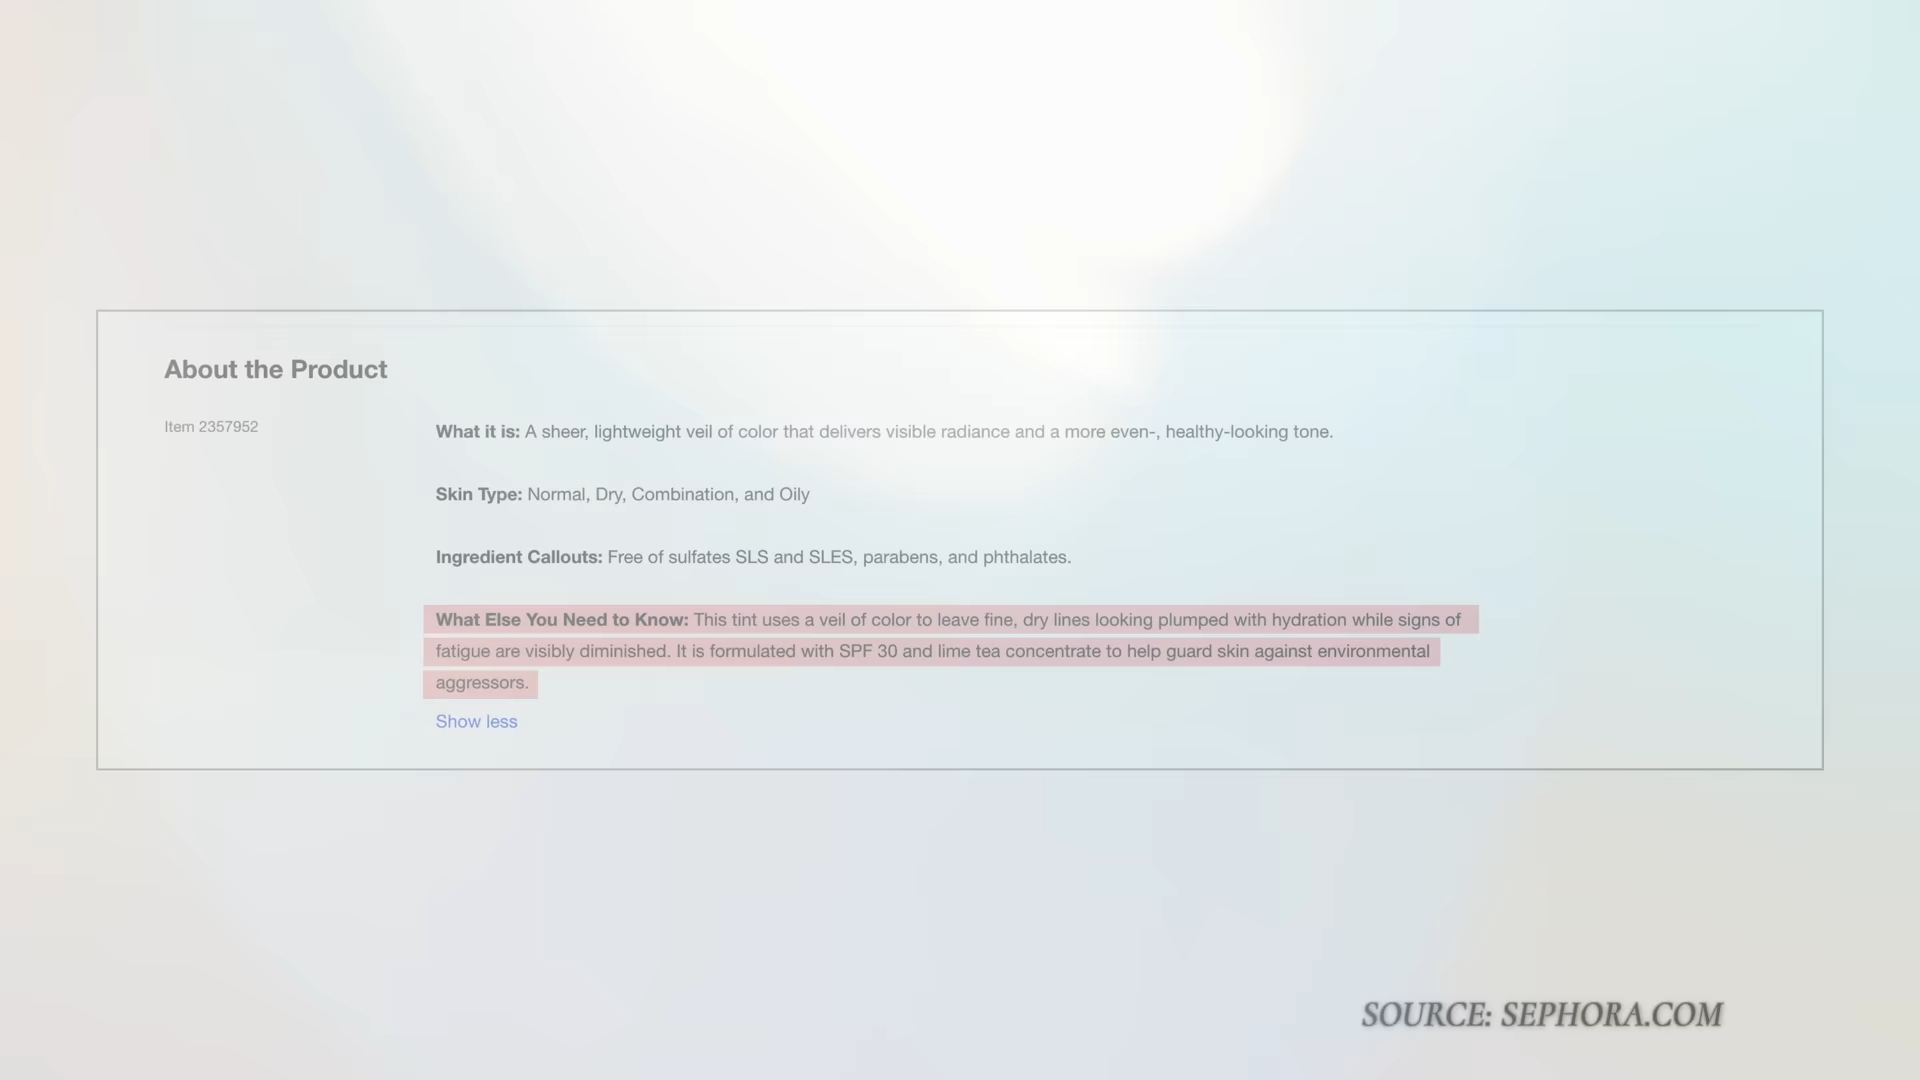 About the Product
Item 2357952
What it is: A sheer, lightweight veil of color that delivers visible radiance and a more even-, healthy-looking tone.
Skin Type: Normal, Dry, Combination, and Oily
Ingredient Callouts: Free of sulfates SLS and SLES, parabens, and phthalates.
What Else You Need to Know: This tint uses a veil of color to leave fine, dry lines looking plumped with hydration while signs of
fatigue are visibly diminished. It is formulated with SPF 30 and lime tea concentrate to help guard skin against environmental
aggressors.
Show less
SOURCE: SEPHORA.COM